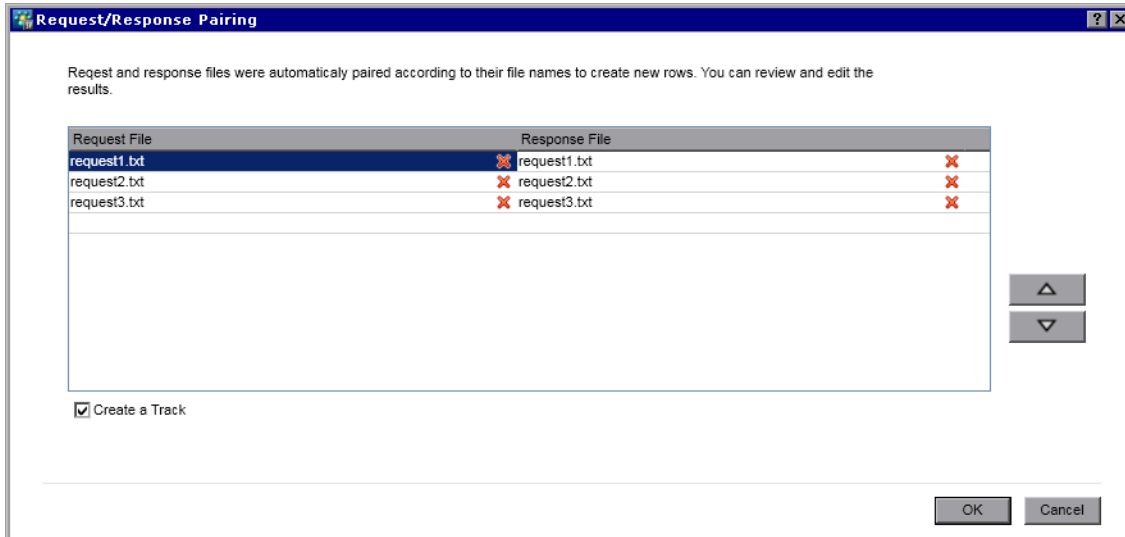 Request/Response Pairing
Reqest and response files were automaticaly paired according to their file names to create new rows. You can review and edit the
results.
Request File Response File
request1.txt request1.txt
request2.txt request2.txt
request3.txt request3.txt
Create a Track
OK Cancel